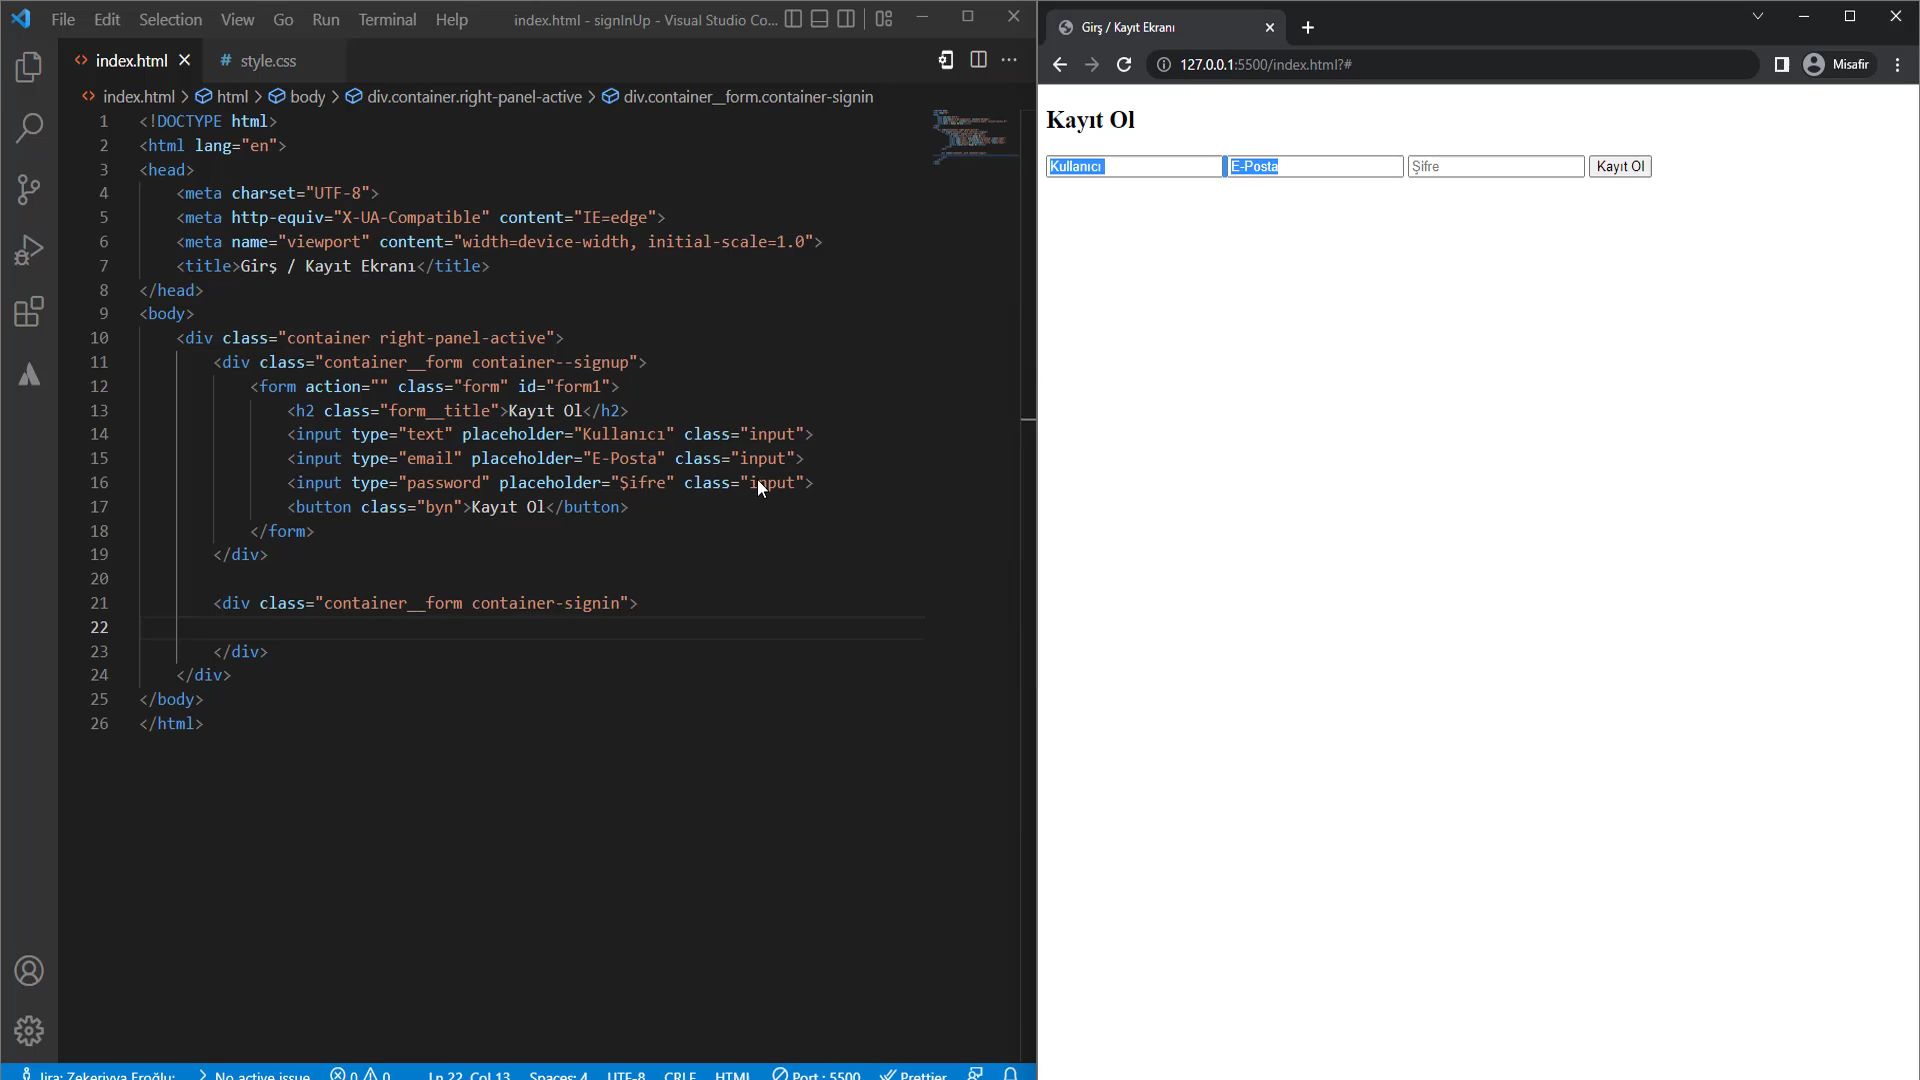 File Edit Selection View Go Run Terminal Help index.html - signInUp - Visual Studio Co...
index.html # style.css
index.html > html > body > div.container.right-panel-active > div.container__form.container-signin
1 <!DOCTYPE html>
2 <html lang="en">
3 <head>
4 <meta charset="UTF-8">
5 <meta http-equiv="X-UA-Compatible" content="IE=edge">
6 <meta name="viewport" content="width=device-width, initial-scale=1.0">
7 <title>Girş / Kayıt Ekranı</title>
8 </head>
9 <body>
10 <div class="container right-panel-active">
11 <div class="container__form container--signup">
12 <form action="" class="form" id="form1">
13 <h2 class="form__title">Kayıt Ol</h2>
14 <input type="text" placeholder="Kullanıcı" class="input">
15 <input type="email" placeholder="E-Posta" class="input">
16 <input type="password" placeholder="Şifre" class="input">
17 <button class="byn">Kayıt Ol</button>
18 </form>
19 </div>
20
21 <div class="container__form container-signin">
22
23 </div>
24 </div>
25 </body>
26 </html>
Jira: Zekeriyya Eroğlu: No active issue 0 0 Ln 22, Col 13 Spaces: 4 UTF-8 CRLF HTML Port : 5500 Prettier
Girş / Kayıt Ekranı
127.0.0.1:5500/index.html?# Misafir
Kayıt Ol
Kullanıcı E-Posta Şifre Kayıt Ol